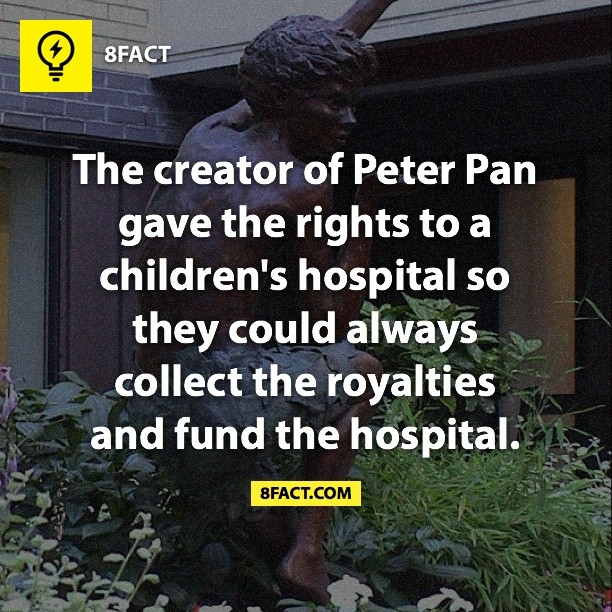 8FACT
The creator of Peter Pan
gave the rights to a
children's hospital so
they could always
collect the royalties
and fund the hospital.
8FACT.COM